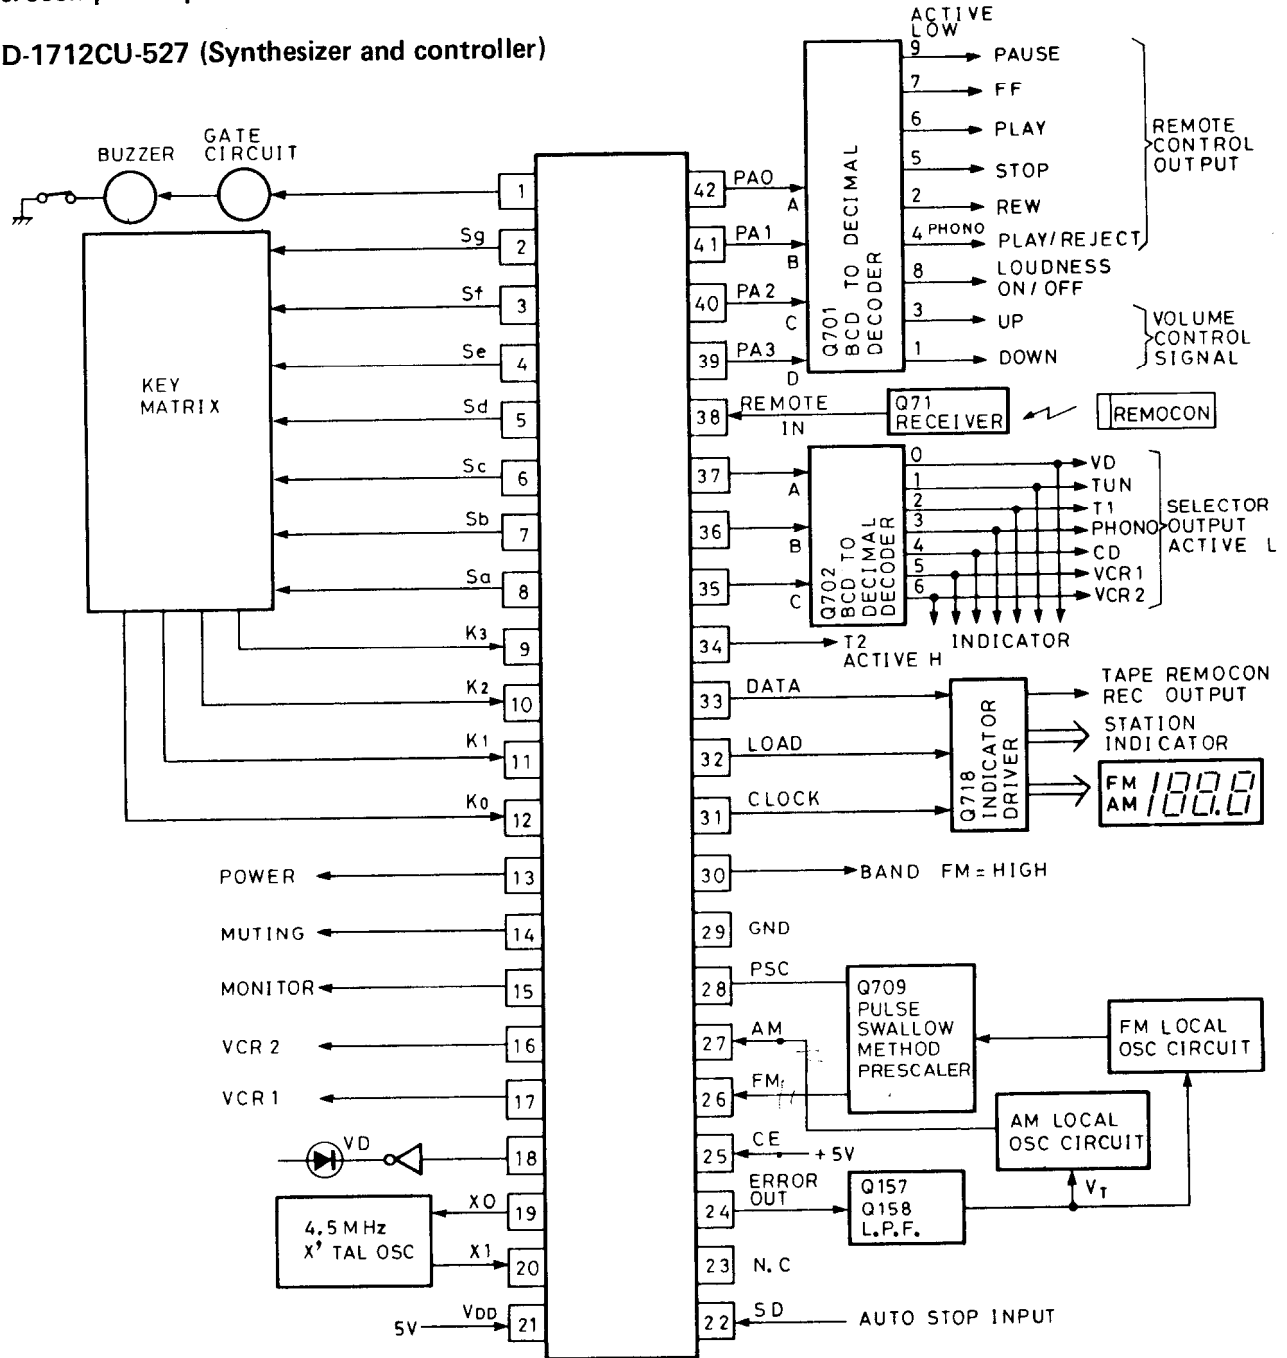 D-1712CU-527 (Synthesizer and controller)
BUZZER
GATE
CIRCUIT
KEY
MATRIX
Sg
Sf
Se
Sd
Sc
Sb
Sa
K3
K2
K1
K0
POWER
MUTING
MONITOR
VCR 2
VCR 1
VD
4.5 MHz
X' TAL OSC
XO
X1
5V
VDD
1
2
3
4
5
6
7
8
9
10
11
12
13
14
15
16
17
18
19
20
21
42
41
40
39
38
37
36
35
34
33
32
31
30
29
28
27
26
25
24
23
22
PA0
A
PA1
B
PA2
C
PA3
D
Q701
BCD TO DECIMAL
DECODER
ACTIVE
LOW
9 PAUSE
7 FF
6 PLAY
5 STOP
2 REW
4 PHONO PLAY/REJECT
8 LOUDNESS
ON/OFF
3 UP
1 DOWN
REMOTE
CONTROL
OUTPUT
VOLUME
CONTROL
SIGNAL
REMOTE
IN
Q71
RECEIVER
REMOCON
A
B
C
Q702
BCD TO
DECIMAL
DECODER
0 VD
1 TUN
2 T1
3 PHONO
4 CD
5 VCR 1
6 VCR 2
SELECTOR
OUTPUT
ACTIVE L
INDICATOR
T2
ACTIVE H
DATA
LOAD
CLOCK
Q718
INDICATOR
DRIVER
TAPE REMOCON
REC OUTPUT
STATION
INDICATOR
FM
AM
188.8
BAND FM = HIGH
GND
PSC
AM
FM
Q709
PULSE
SWALLOW
METHOD
PRESCALER
FM LOCAL
OSC CIRCUIT
AM LOCAL
OSC CIRCUIT
CE
+5V
ERROR
OUT
Q157
Q158
L.P.F.
VT
N.C
SD
AUTO STOP INPUT